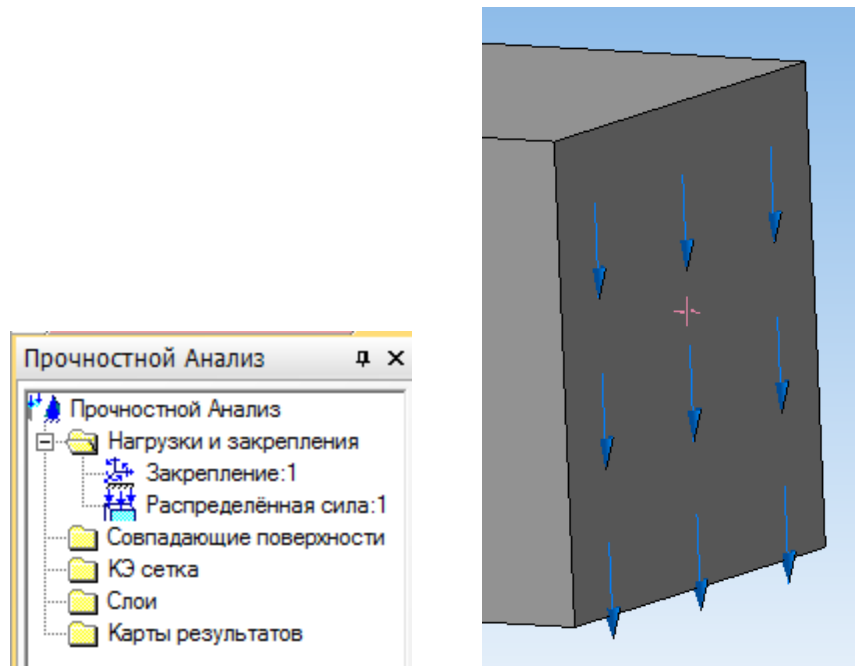 Прочностной Анализ
Прочностной Анализ
Нагрузки и закрепления
Закрепление:1
Распределённая сила:1
Совпадающие поверхности
КЭ сетка
Слои
Карты результатов